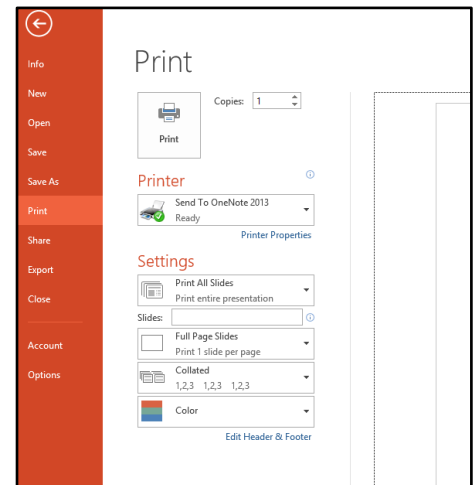 Info
New
Open
Save
Save As
Print
Share
Export
Close
Account
Options
Print
Copies: 1
Print
Printer
Send To OneNote 2013
Ready
Printer Properties
Settings
Print All Slides
Print entire presentation
Slides:
Full Page Slides
Print 1 slide per page
Collated
1,2,3 1,2,3 1,2,3
Color
Edit Header & Footer